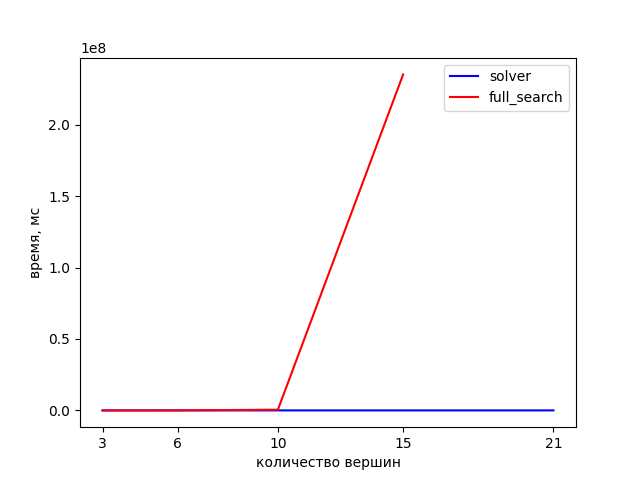 1e8
solver
full_search
2.0
1.5
1.0
0.5
0.0
время, мс
3 6 10 15 21
количество вершин